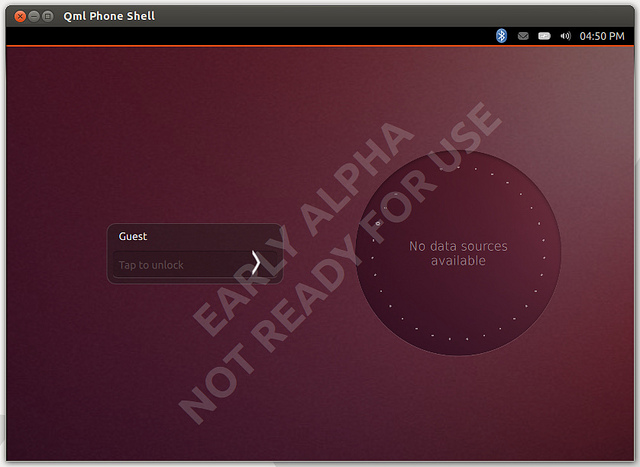 Qml Phone Shell
04:50 PM
EARLY ALPHA
NOT READY FOR USE
Guest
Tap to unlock
No data sources
available